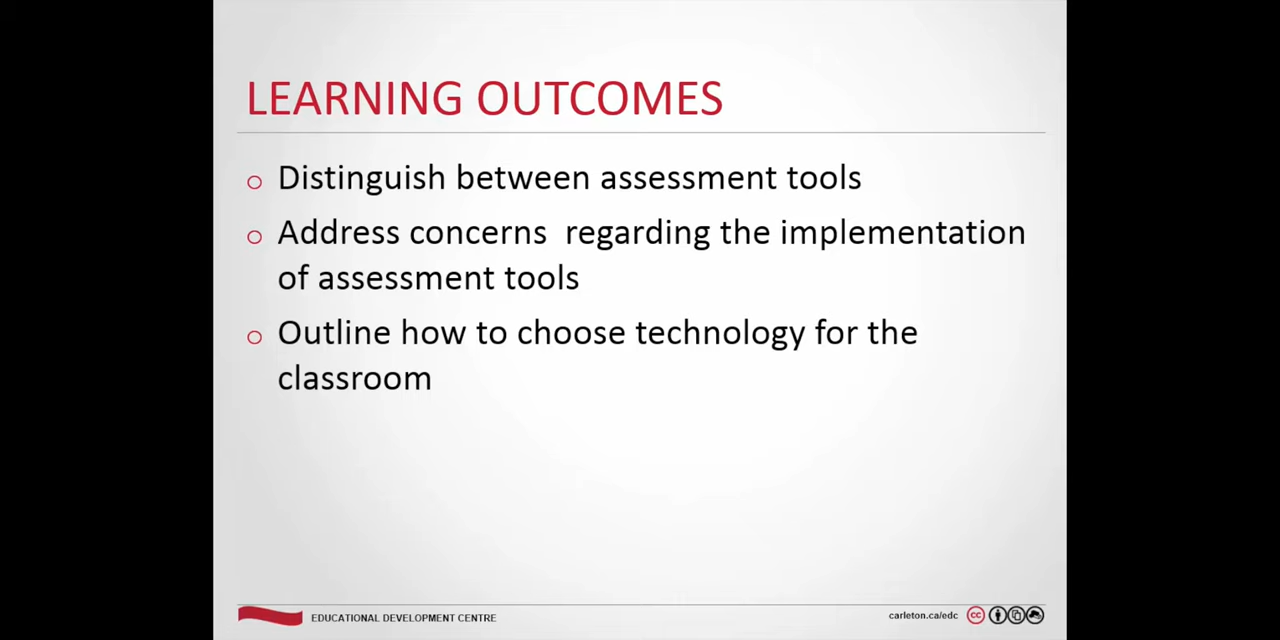 LEARNING OUTCOMES
Distinguish between assessment tools
Address concerns  regarding the implementation
of assessment tools
Outline how to choose technology for the
classroom
EDUCATIONAL DEVELOPMENT CENTRE
carleton.ca/edc cc